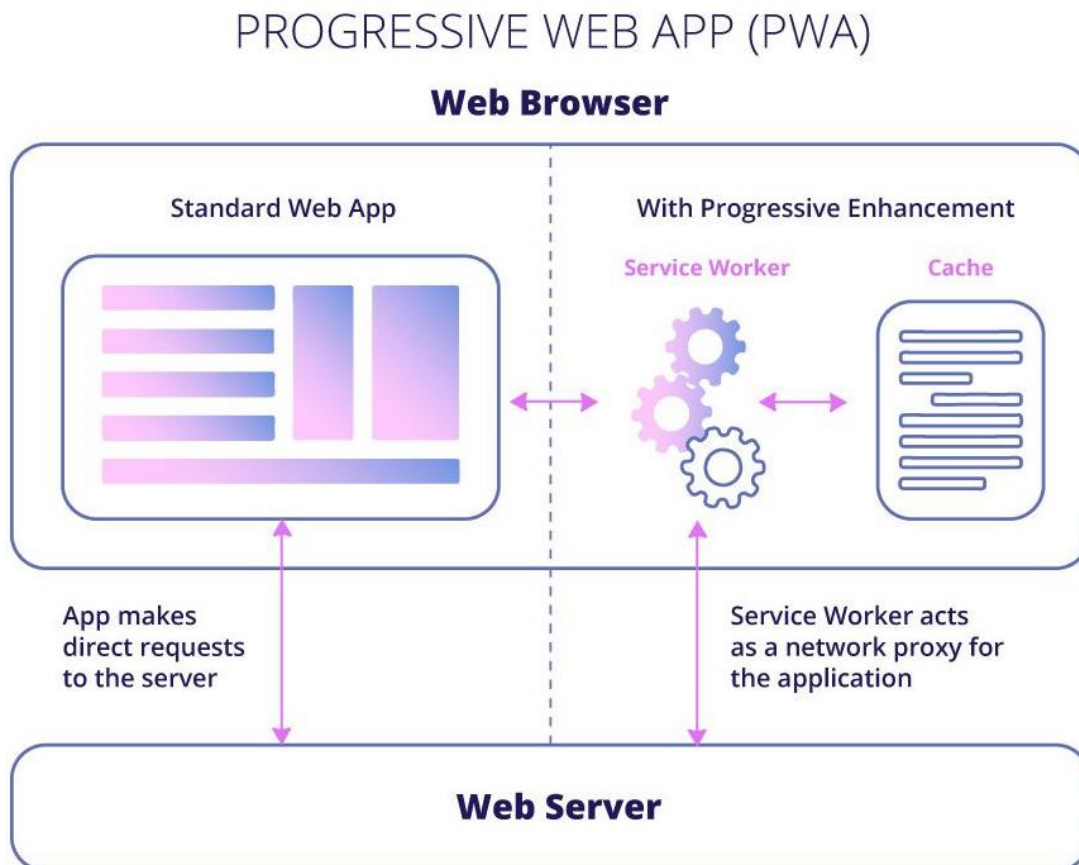 PROGRESSIVE WEB APP (PWA)
Web Browser
Standard Web App
With Progressive Enhancement
Service Worker
Cache
App makes
direct requests
to the server
Service Worker acts
as a network proxy for
the application
Web Server